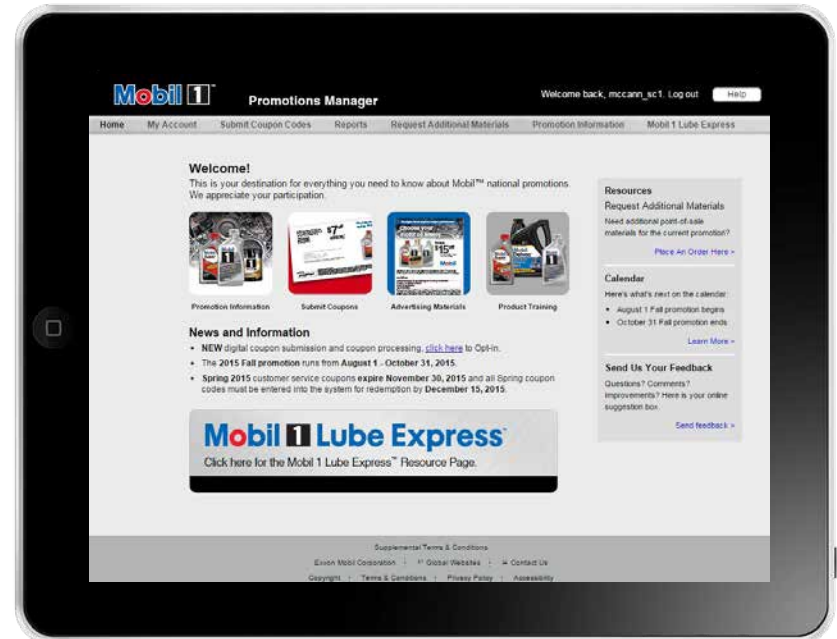 Mobil 1™
Promotions Manager
Welcome back, mccann_sc1. Log out
Help
Home My Account Submit Coupon Codes Reports Request Additional Materials Promotion Information Mobil 1 Lube Express
Welcome!
This is your destination for everything you need to know about Mobil™ national promotions.
We appreciate your participation.
$7
$15
Mobil
Promotion Information
Submit Coupons
Advertising Materials
Product Training
News and Information
• NEW digital coupon submission and coupon processing, click here to Opt-in.
• The 2015 Fall promotion runs from August 1 - October 31, 2015.
• Spring 2015 customer service coupons expire November 30, 2015 and all Spring coupon
codes must be entered into the system for redemption by December 15, 2015.
Mobil 1 Lube Express
Click here for the Mobil 1 Lube Express™ Resource Page.
Resources
Request Additional Materials
Need additional point-of-sale
materials for the current promotion?
Place An Order Here »
Calendar
Here's what's next on the calendar:
• August 1 Fall promotion begins
• October 31 Fall promotion ends
Learn More »
Send Us Your Feedback
Questions? Comments?
Improvements? Here is your online
suggestion box.
Send feedback »
Supplemental Terms & Conditions
Exxon Mobil Corporation Global Websites Contact Us
Copyright Terms & Conditions Privacy Policy Accessibility